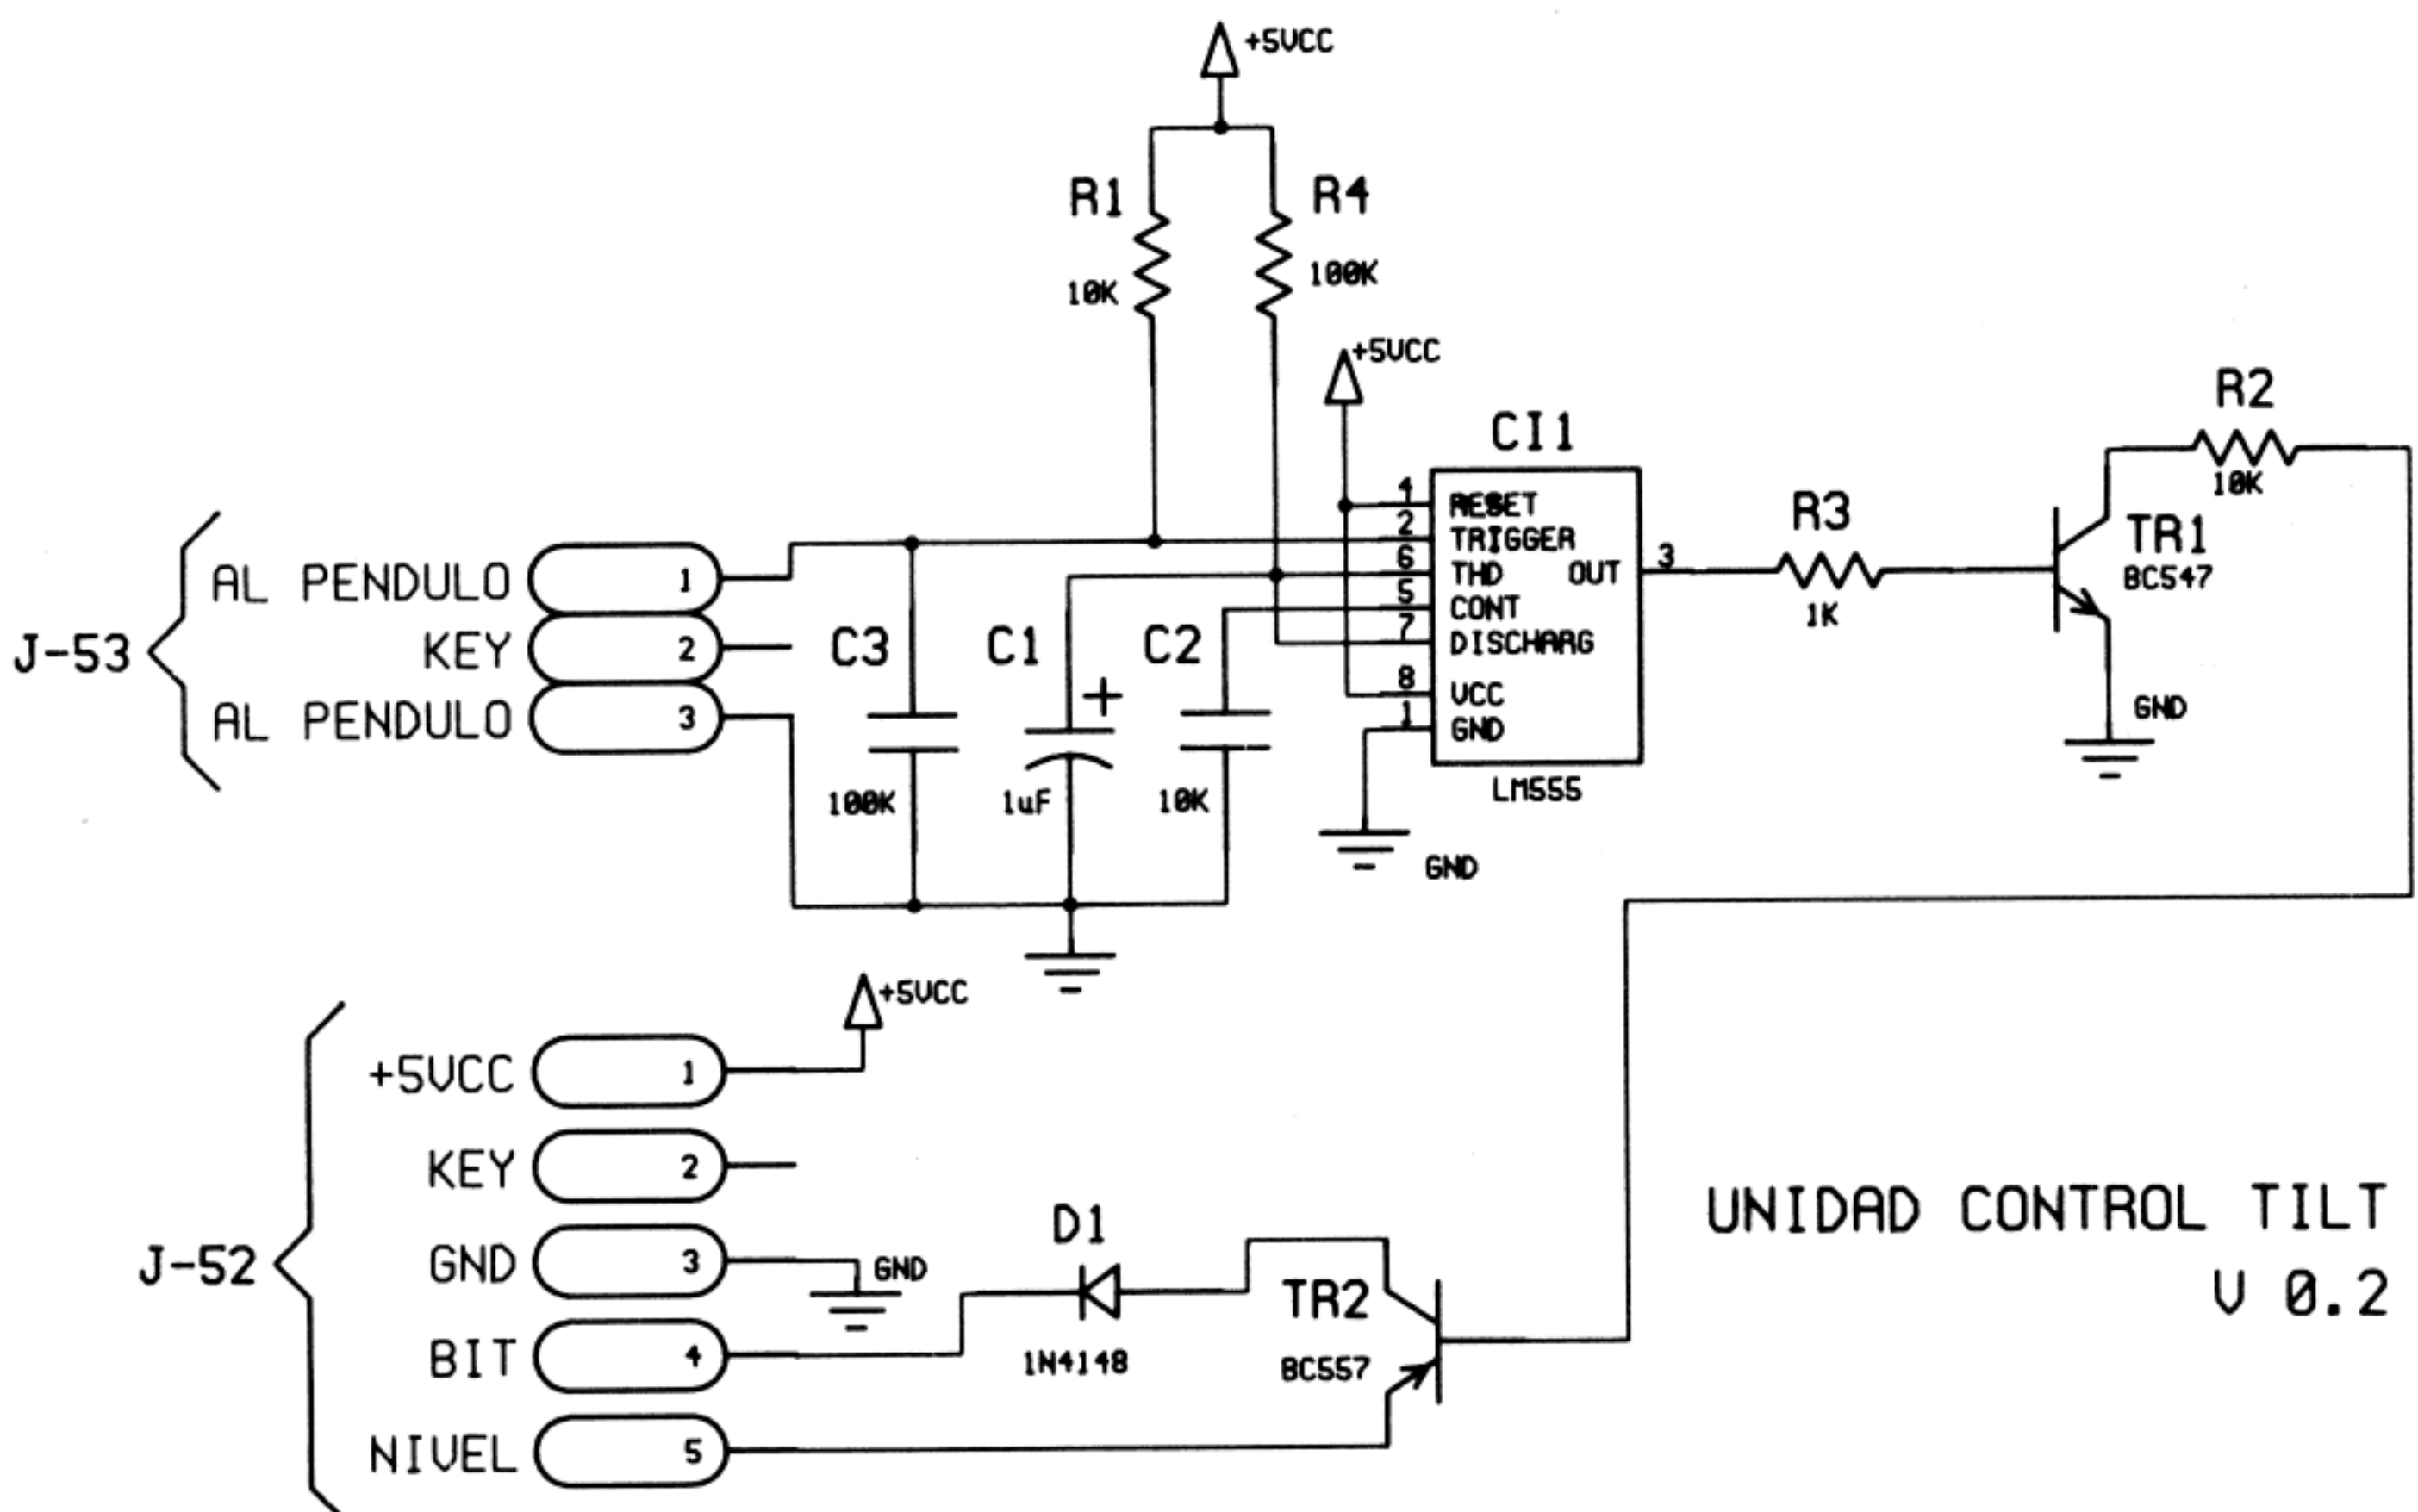 +5VCC
R1
10K
R4
100K
+5VCC
CI1
4 RESET
2 TRIGGER
6 THD
5 CONT
7 DISCHARG
8 VCC
1 GND
OUT 3
LM555
GND
R3
1K
R2
10K
TR1
BC547
GND
J-53
AL PENDULO 1
KEY 2
AL PENDULO 3
C3
100K
C1
+
1uF
C2
10K
J-52
+5VCC 1
+5VCC
KEY 2
GND 3
GND
BIT 4
NIVEL 5
D1
1N4148
TR2
BC557
UNIDAD CONTROL TILT
V 0.2